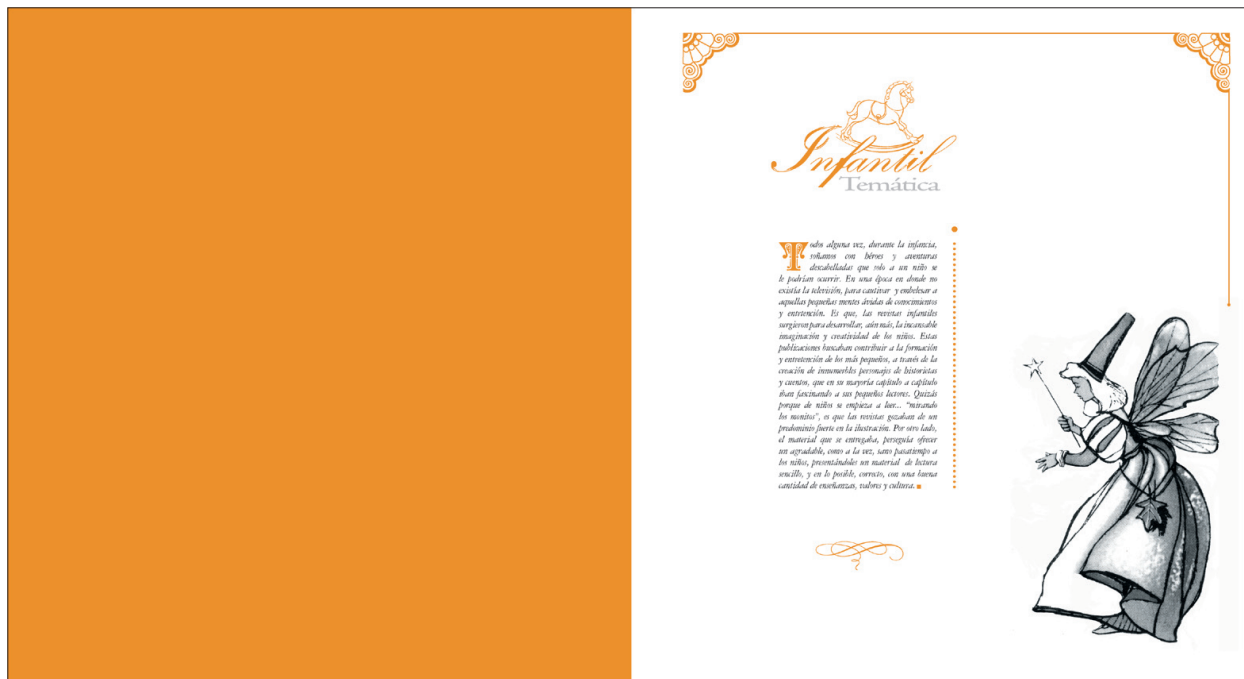 Infantil
Temática
Todos alguna vez, durante la infancia,
soñamos con héroes y aventuras
descabelladas que solo a un niño se
le podrían ocurrir. En una época en donde no
existía la televisión, para cautivar y embelesar a
aquellas pequeñas mentes ávidas de conocimientos
y entretención. Es que, las revistas infantiles
surgieron para desarrollar, aún más, la incansable
imaginación y creatividad de los niños. Estas
publicaciones buscaban contribuir a la formación
y entretención de los más pequeños, a través de la
creación de innumerbles personajes de historietas
y cuentos, que en su mayoría capítulo a capítulo
iban fascinando a sus pequeños lectores. Quizás
porque de niños se empieza a leer... “mirando
los monitos”, es que las revistas gozaban de un
predominio fuerte en la ilustración. Por otro lado,
el material que se entregaba, perseguía ofrecer
un agradable, como a la vez, sano pasatiempo a
los niños, presentándoles un material de lectura
sencillo, y en lo posible, correcto, con una buena
cantidad de enseñanzas, valores y cultura.